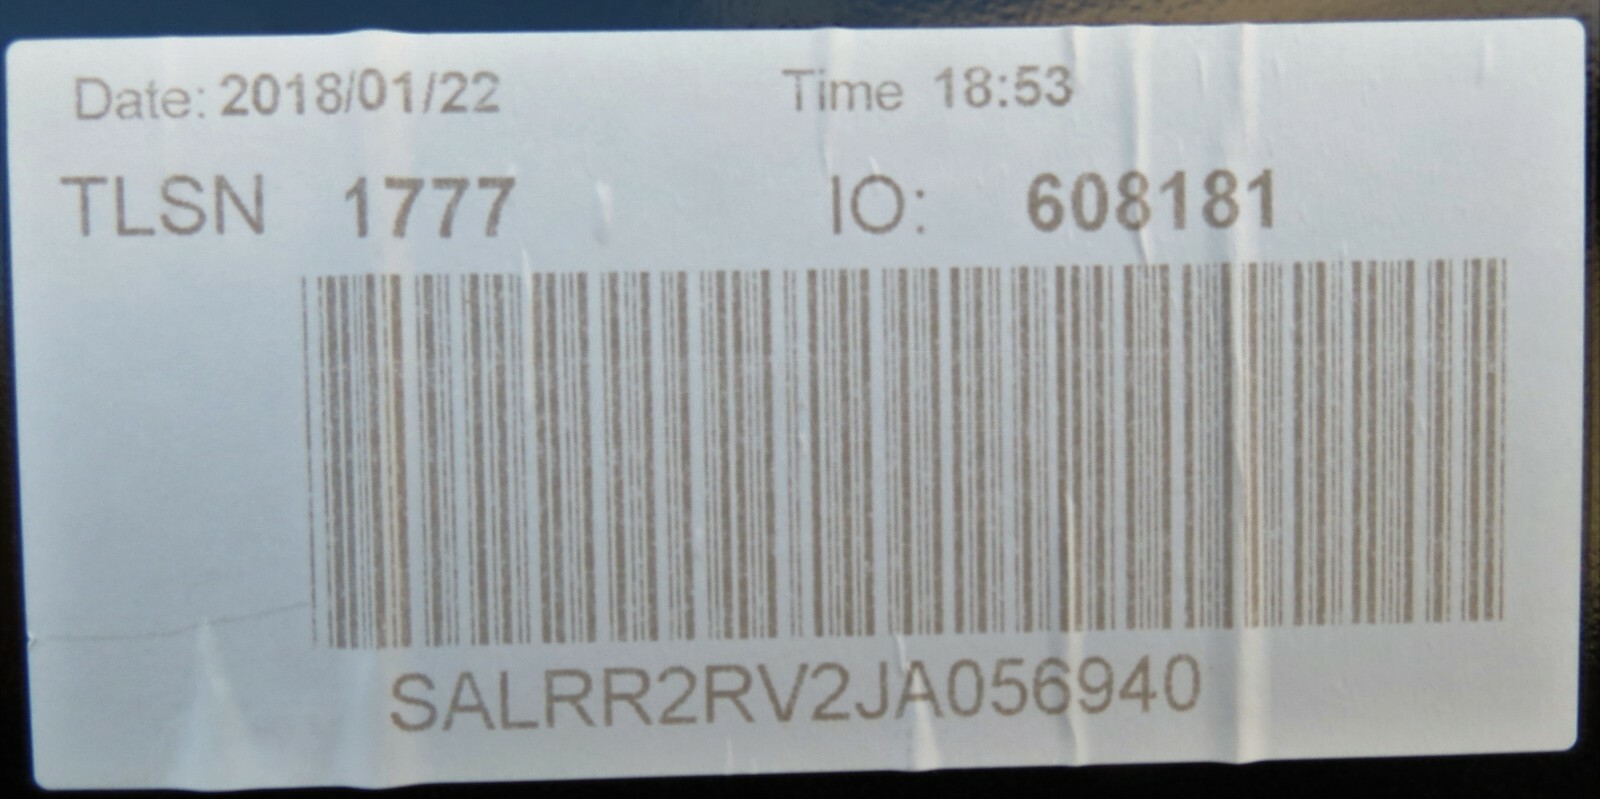 Date: 2018/01/22 Time 18:53
TLSN 1777 IO: 608181
SALRR2RV2JA056940